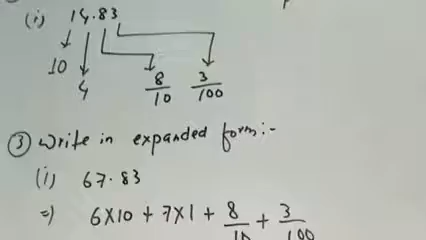 (i) 14.83
10 4 8/10 3/100
③ Write in expanded form:-
(i) 67.83
⇒ 6×10 + 7×1 + 8/10 + 3/100